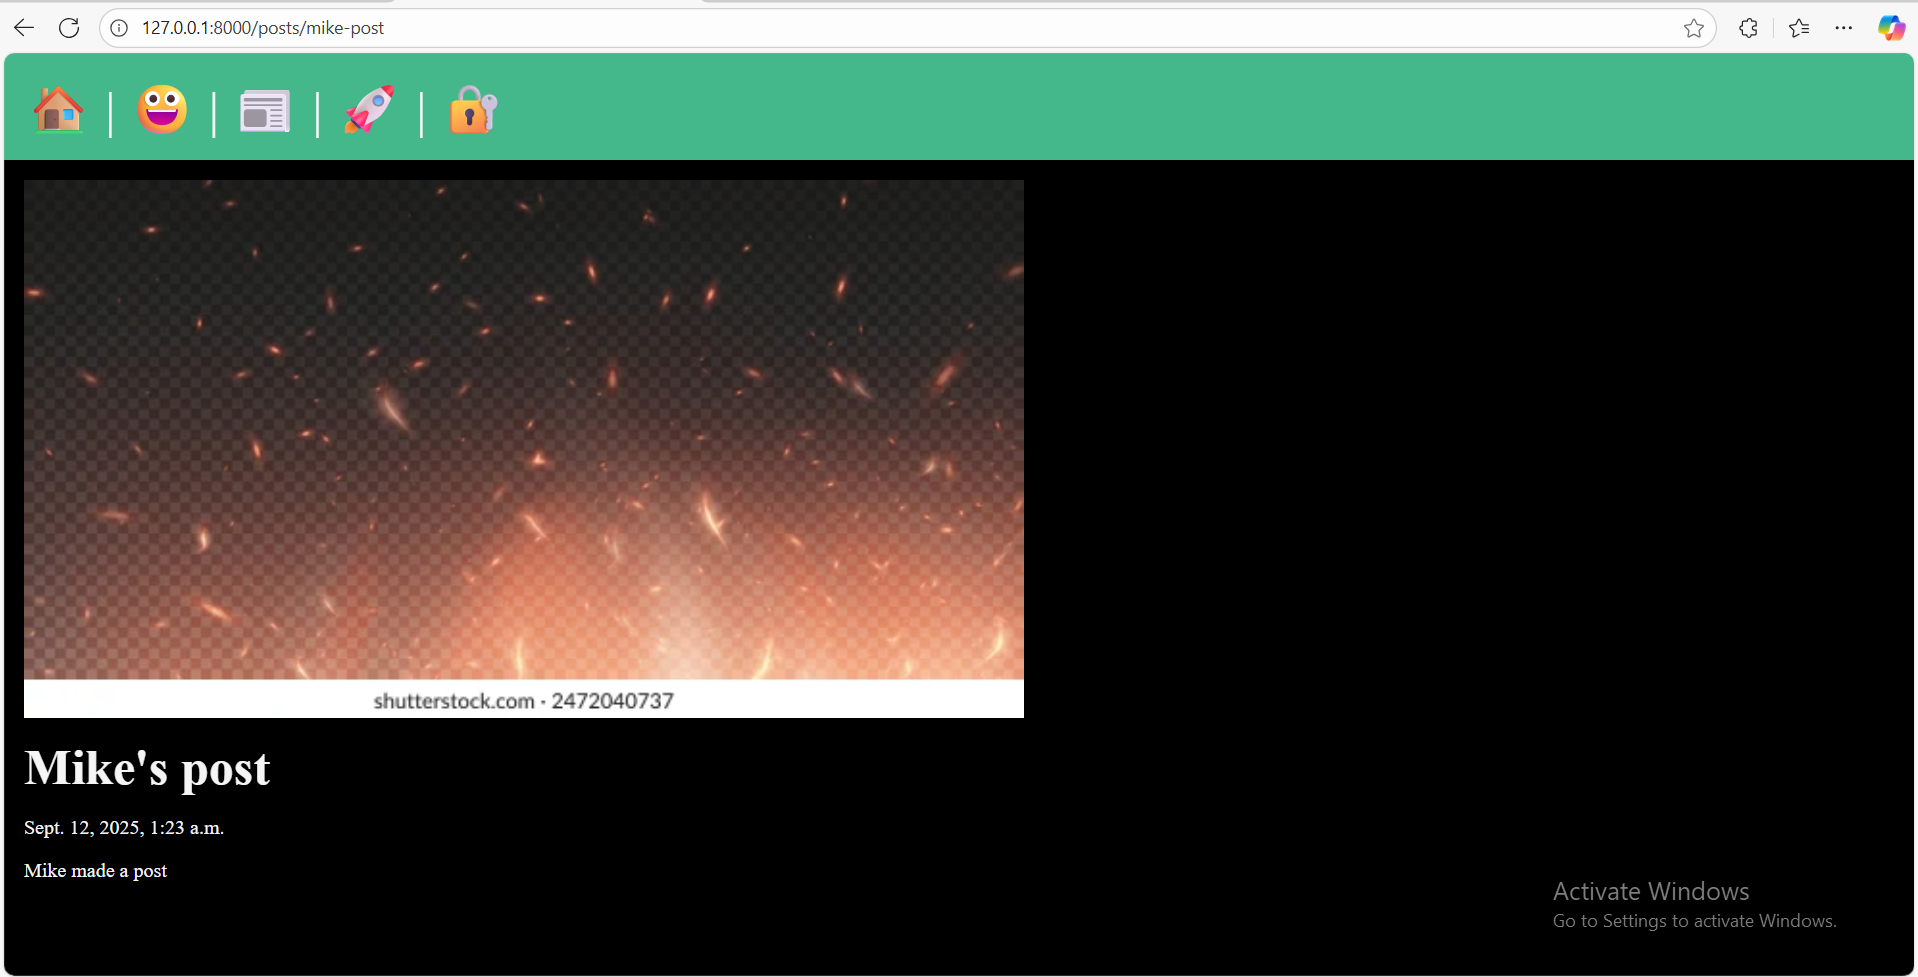 127.0.0.1:8000/posts/mike-post
shutterstock.com · 2472040737
Mike's post
Sept. 12, 2025, 1:23 a.m.
Mike made a post
Activate Windows
Go to Settings to activate Windows.